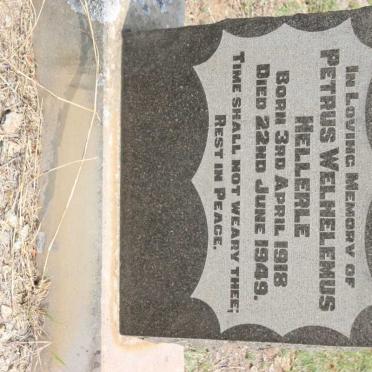 In Loving Memory of
Petrus Welhelemus
Hellerle
Born 3rd April 1918
Died 22nd June 1949.
Time shall not weary thee;
Rest in Peace.